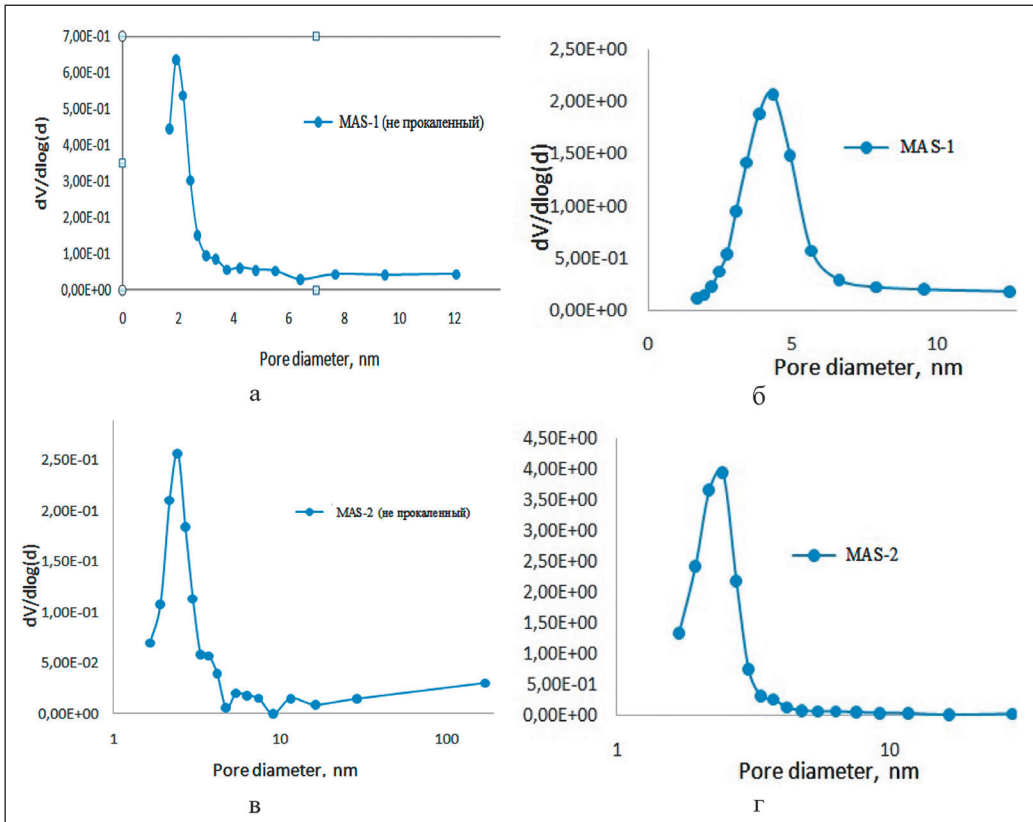 7,00E-01
6,00E-01
5,00E-01
4,00E-01
3,00E-01
2,00E-01
1,00E-01
0,00E+00
dV/dlog(d)
MAS-1 (не прокаленный)
0 2 4 6 8 10 12
Pore diameter, nm
а
2,50E+00
2,00E+00
1,50E+00
1,00E+00
5,00E-01
0,00E+00
dV/dlog(d)
MAS-1
0 5 10
Pore diameter, nm
б
2,50E-01
2,00E-01
1,50E-01
1,00E-01
5,00E-02
0,00E+00
dV/dlog(d)
MAS-2 (не прокаленный)
1 10 100
Pore diameter, nm
в
4,50E+00
4,00E+00
3,50E+00
3,00E+00
2,50E+00
2,00E+00
1,50E+00
1,00E+00
5,00E-01
0,00E+00
dV/dlog(d)
MAS-2
1 10
Pore diameter, nm
г